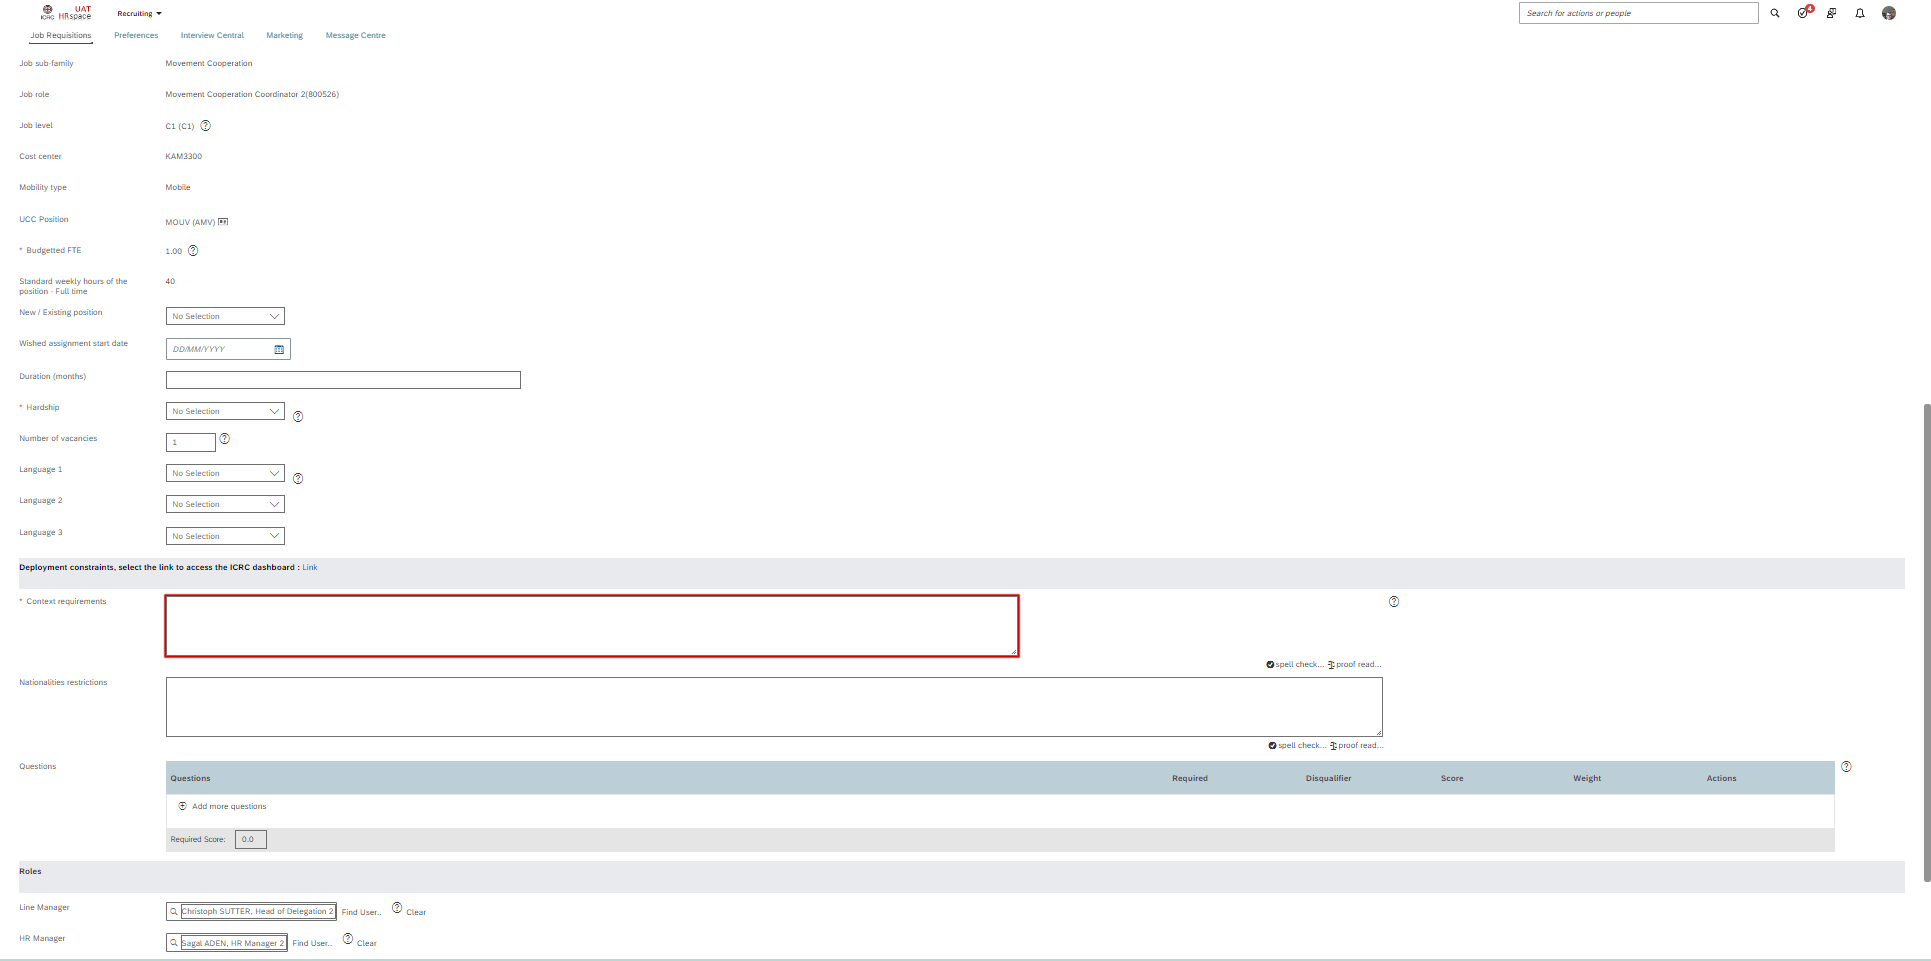 ICRC
UAT
HRspace
Recruiting
Search for actions or people
4
Job Requisitions
Preferences
Interview Central
Marketing
Message Centre
Job sub-family
Movement Cooperation
Job role
Movement Cooperation Coordinator 2(800526)
Job level
C1 (C1) ?
Cost center
KAM3300
Mobility type
Mobile
UCC Position
MOUV (AMV)
* Budgetted FTE
1.00 ?
Standard weekly hours of the
position - Full time
40
New / Existing position
No Selection
Wished assignment start date
DD/MM/YYYY
Duration (months)
* Hardship
No Selection ?
Number of vacancies
1 ?
Language 1
No Selection ?
Language 2
No Selection
Language 3
No Selection
Deployment constraints, select the link to access the ICRC dashboard : Link
* Context requirements
?
spell check... proof read...
Nationalities restrictions
spell check... proof read...
Questions
Questions Required Disqualifier Score Weight Actions ?
Add more questions
Required Score: 0.0
Roles
Line Manager
Christoph SUTTER, Head of Delegation 2 Find User.. ? Clear
HR Manager
Sagal ADEN, HR Manager 2 Find User.. ? Clear